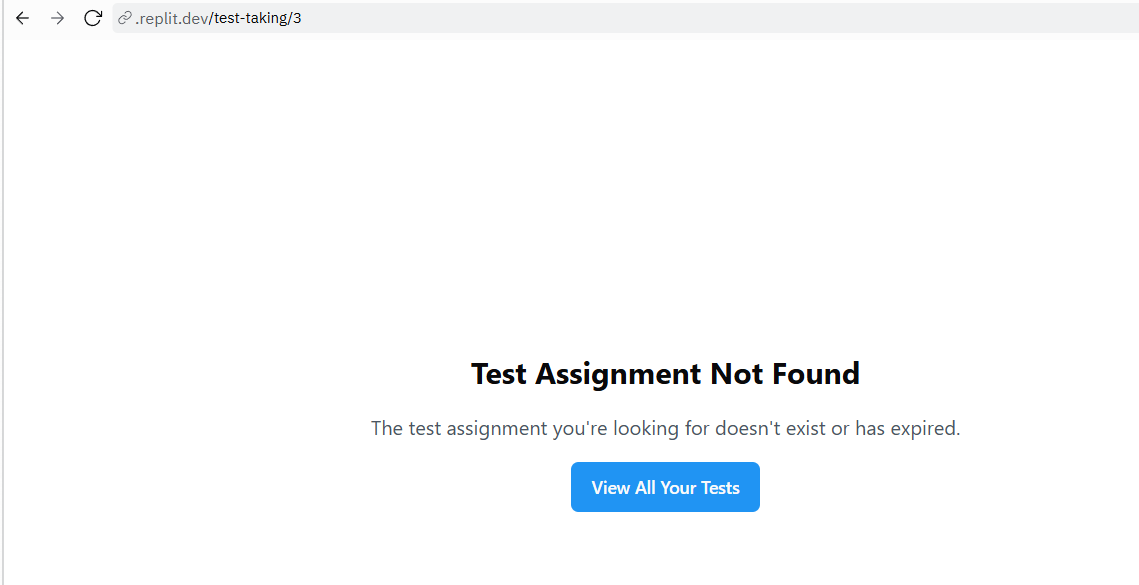 .replit.dev/test-taking/3
Test Assignment Not Found
The test assignment you're looking for doesn't exist or has expired.
View All Your Tests